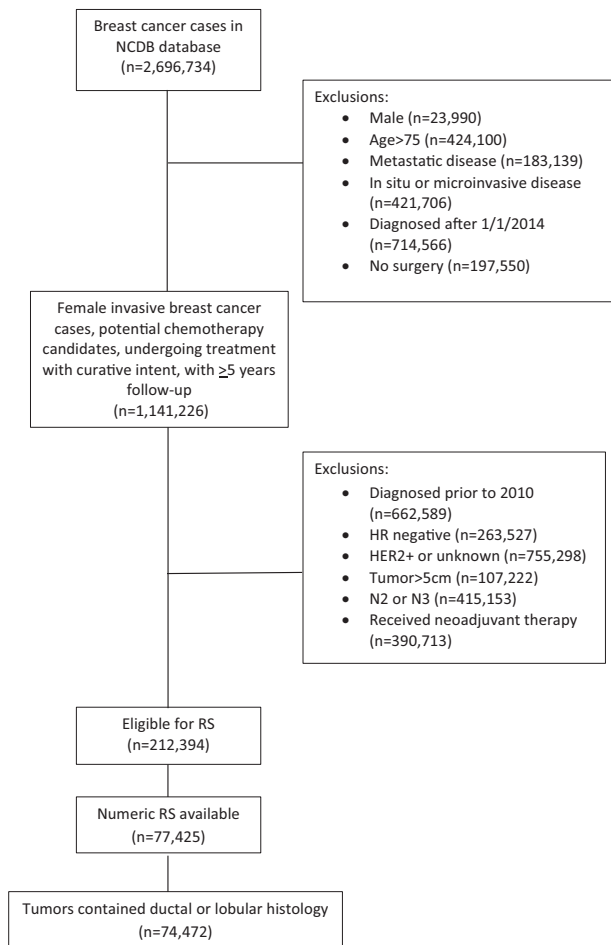 Breast cancer cases in
NCDB database
(n=2,696,734)
Exclusions:
• Male (n=23,990)
• Age>75 (n=424,100)
• Metastatic disease (n=183,139)
• In situ or microinvasive disease
(n=421,706)
• Diagnosed after 1/1/2014
(n=714,566)
• No surgery (n=197,550)
Female invasive breast cancer
cases, potential chemotherapy
candidates, undergoing treatment
with curative intent, with ≥5 years
follow-up
(n=1,141,226)
Exclusions:
• Diagnosed prior to 2010
(n=662,589)
• HR negative (n=263,527)
• HER2+ or unknown (n=755,298)
• Tumor>5cm (n=107,222)
• N2 or N3 (n=415,153)
• Received neoadjuvant therapy
(n=390,713)
Eligible for RS
(n=212,394)
Numeric RS available
(n=77,425)
Tumors contained ductal or lobular histology
(n=74,472)